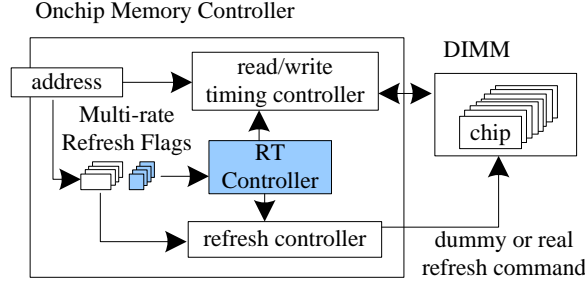 Onchip Memory Controller
DIMM
address
read/write
timing controller
Multi-rate
Refresh Flags
chip
RT
Controller
refresh controller
dummy or real
refresh command